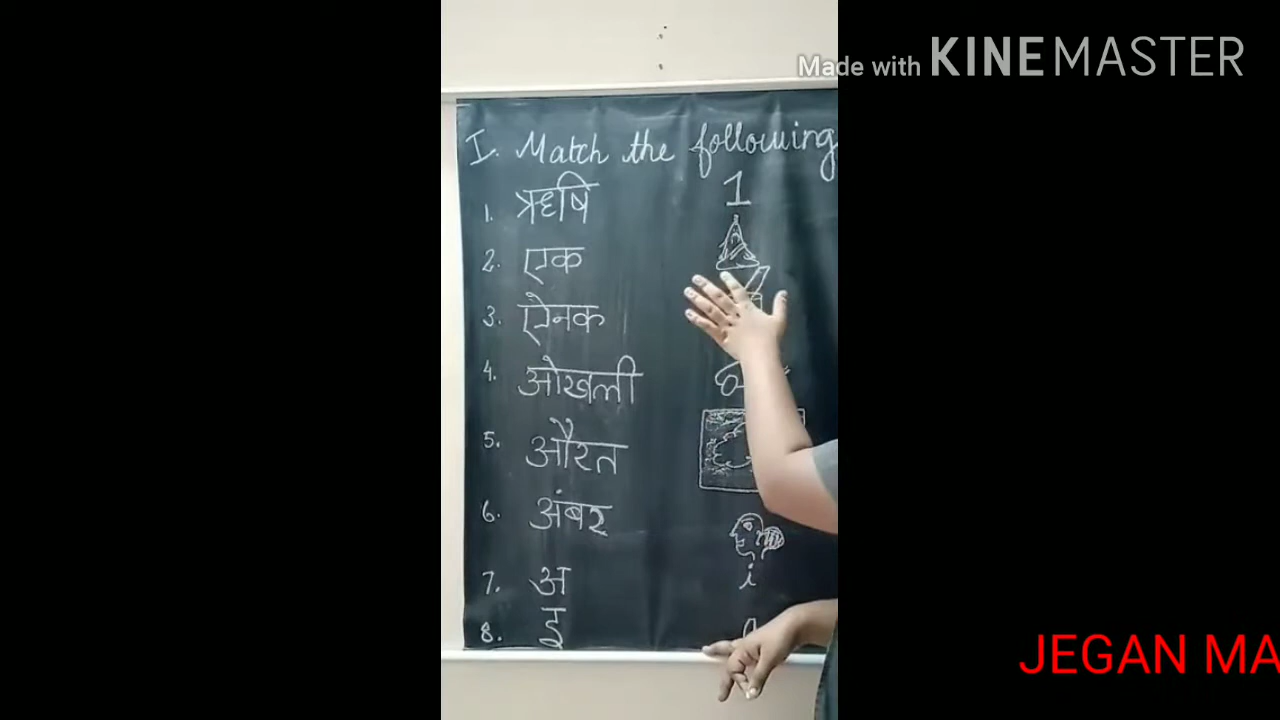 Made with KINEMASTER
I. Match the following
1. ऋषि 1
2. एक
3. ऐनक
4. ओखली
5. औरत
6. अंबर
7. अ i
8. इ
JEGAN MA